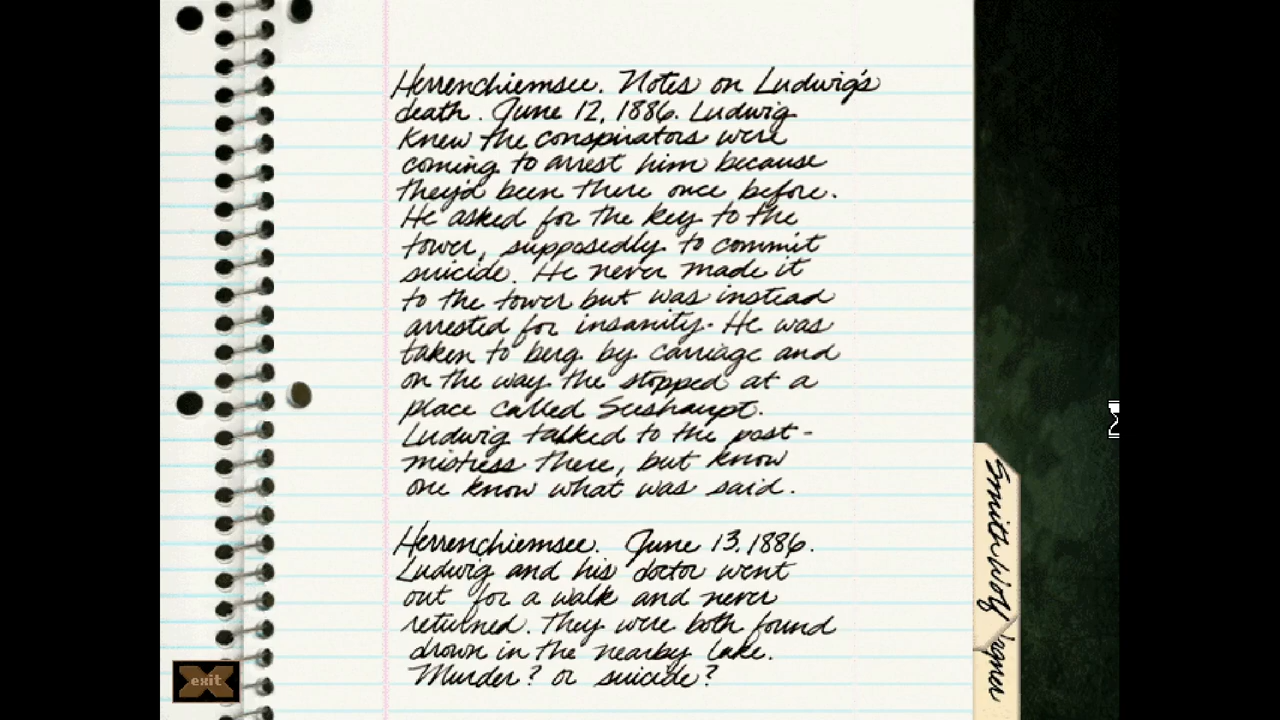 Herrenchiemsee. Notes on Ludwig's
death. June 12, 1886. Ludwig
knew the conspirators were
coming to arrest him because
they'd been there once before.
He asked for the key to the
tower, supposedly to commit
suicide. He never made it
to the tower but was instead
arrested for insanity. He was
taken to berg by carriage and
on the way the stopped at a
place called Seeshaupt.
Ludwig talked to the post-
mistress there, but know
one know what was said.
Herrenchiemsee. June 13, 1886.
Ludwig and his doctor went
out for a walk and never
returned. They were both found
drown in the nearby lake.
Murder? or suicide?
Smith Wolf
exit